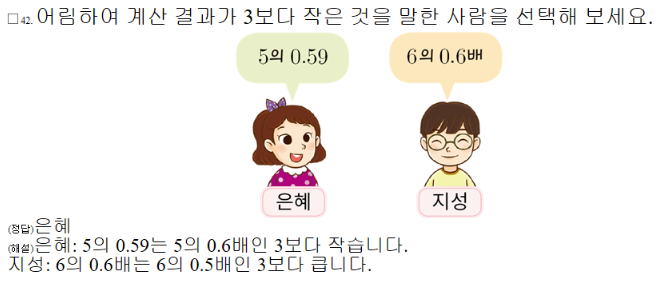 □ 42. 어림하여 계산 결과가 3보다 작은 것을 말한 사람을 선택해 보세요.
5의 0.59
6의 0.6배
은혜
지성
(정답)은혜
(해설)은혜: 5의 0.59는 5의 0.6배인 3보다 작습니다.
지성: 6의 0.6배는 6의 0.5배인 3보다 큽니다.